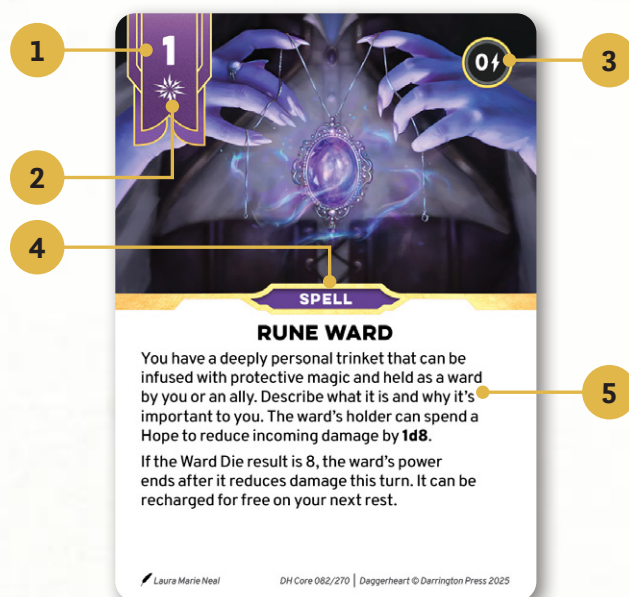 1
1
2
3
0
4
SPELL
RUNE WARD
You have a deeply personal trinket that can be
infused with protective magic and held as a ward
by you or an ally. Describe what it is and why it's
important to you. The ward's holder can spend a
Hope to reduce incoming damage by 1d8.
5
If the Ward Die result is 8, the ward's power
ends after it reduces damage this turn. It can be
recharged for free on your next rest.
Laura Marie Neal DH Core 082/270 | Daggerheart © Darrington Press 2025